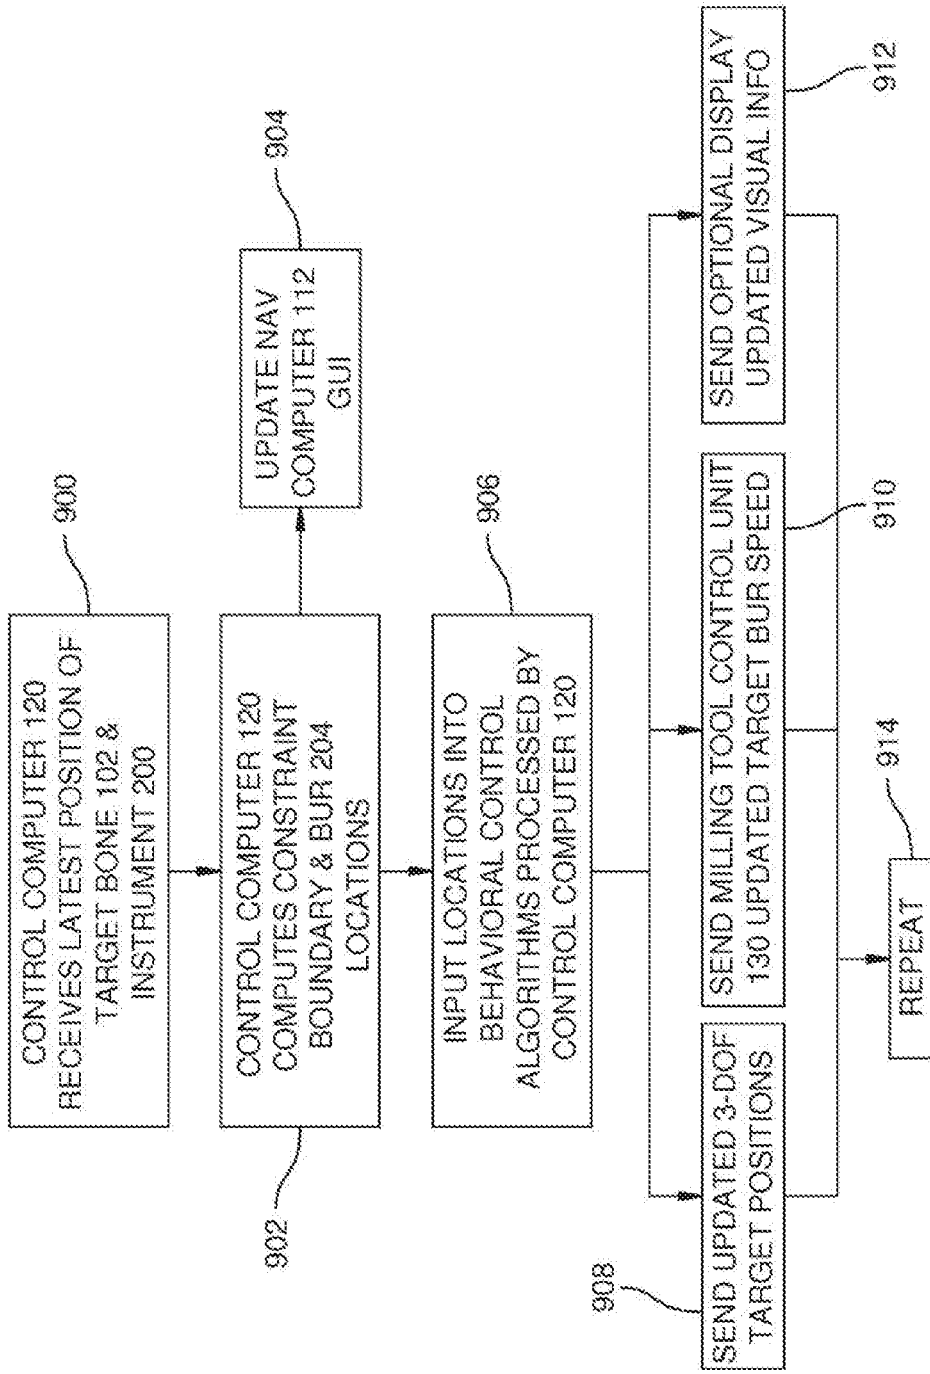 CONTROL COMPUTER 120
RECEIVES LATEST POSITION OF
TARGET BONE 102 &
INSTRUMENT 200
900
CONTROL COMPUTER 120
COMPUTES CONSTRAINT
BOUNDARY & BUR 204
LOCATIONS
902
UPDATE NAV
COMPUTER 112
GUI
904
INPUT LOCATIONS INTO
BEHAVIORAL CONTROL
ALGORITHMS PROCESSED BY
CONTROL COMPUTER 120
906
SEND UPDATED 3-DOF
TARGET POSITIONS
908
SEND MILLING TOOL CONTROL UNIT
130 UPDATED TARGET BUR SPEED
910
SEND OPTIONAL DISPLAY
UPDATED VISUAL INFO
912
REPEAT
914